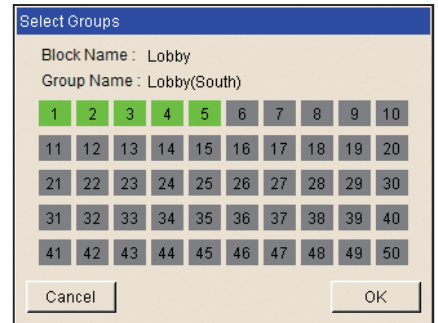 Select Groups
Block Name : Lobby
Group Name : Lobby(South)
1 2 3 4 5 6 7 8 9 10
11 12 13 14 15 16 17 18 19 20
21 22 23 24 25 26 27 28 29 30
31 32 33 34 35 36 37 38 39 40
41 42 43 44 45 46 47 48 49 50
Cancel OK